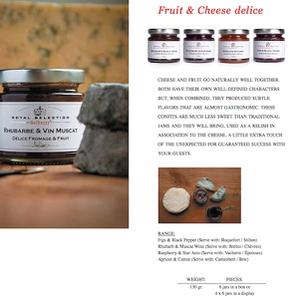 Fruit & Cheese delice
ROYAL SELECTION
Belberry
RHUBARBE & VIN MUSCAT
DÉLICE FROMAGE & FRUIT
CHEESE AND FRUIT GO NATURALLY WELL TOGETHER.
BOTH HAVE THEIR OWN WELL-DEFINED CHARACTERS
BUT, WHEN COMBINED, THEY PRODUCED SUBTLE
FLAVORS THAT ARE ALMOST GASTRONOMIC. THESE
CONFITS ARE MUCH LESS SWEET THAN TRADITIONAL
JAMS AND THEY WILL BRING, USED AS A RELISH IN
ASSOCIATION TO THE CHEESE, A LITTLE EXTRA TOUCH
OF THE UNEXPECTED FOR GUARANTEED SUCCESS WITH
YOUR GUESTS.
RANGE:
Figs & Black Pepper (Serve with: Roquefort / Stilton)
Rhubarb & Muscat Wine (Serve with: Brebis / Chèvres)
Raspberry & Star Anis (Serve with: Vacherin / Epoisses)
Apricot & Carrot (Serve with: Camembert / Brie)
WEIGHT: PIECES:
130 gr. 6 jars in a box or
4 x 6 jars in a display